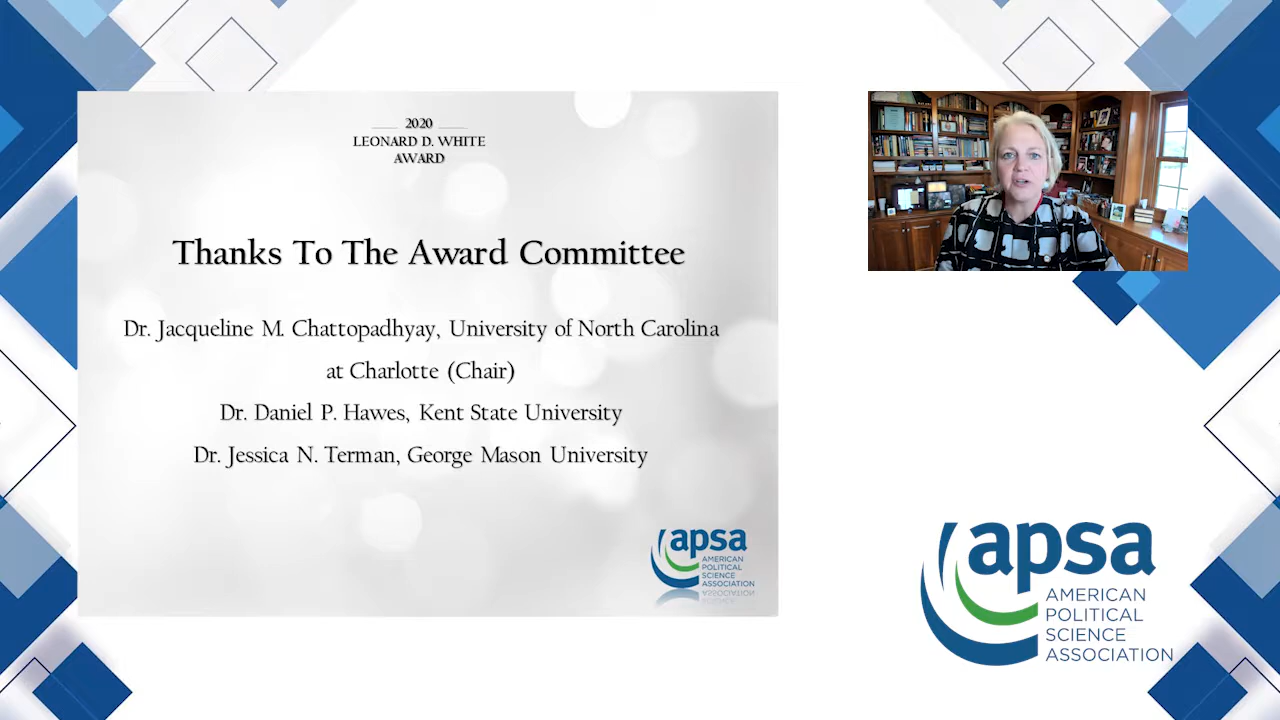 2020
LEONARD D. WHITE
AWARD
Thanks To The Award Committee
Dr. Jacqueline M. Chattopadhyay, University of North Carolina
at Charlotte (Chair)
Dr. Daniel P. Hawes, Kent State University
Dr. Jessica N. Terman, George Mason University
apsa
AMERICAN
POLITICAL
SCIENCE
ASSOCIATION
apsa
AMERICAN
POLITICAL
SCIENCE
ASSOCIATION